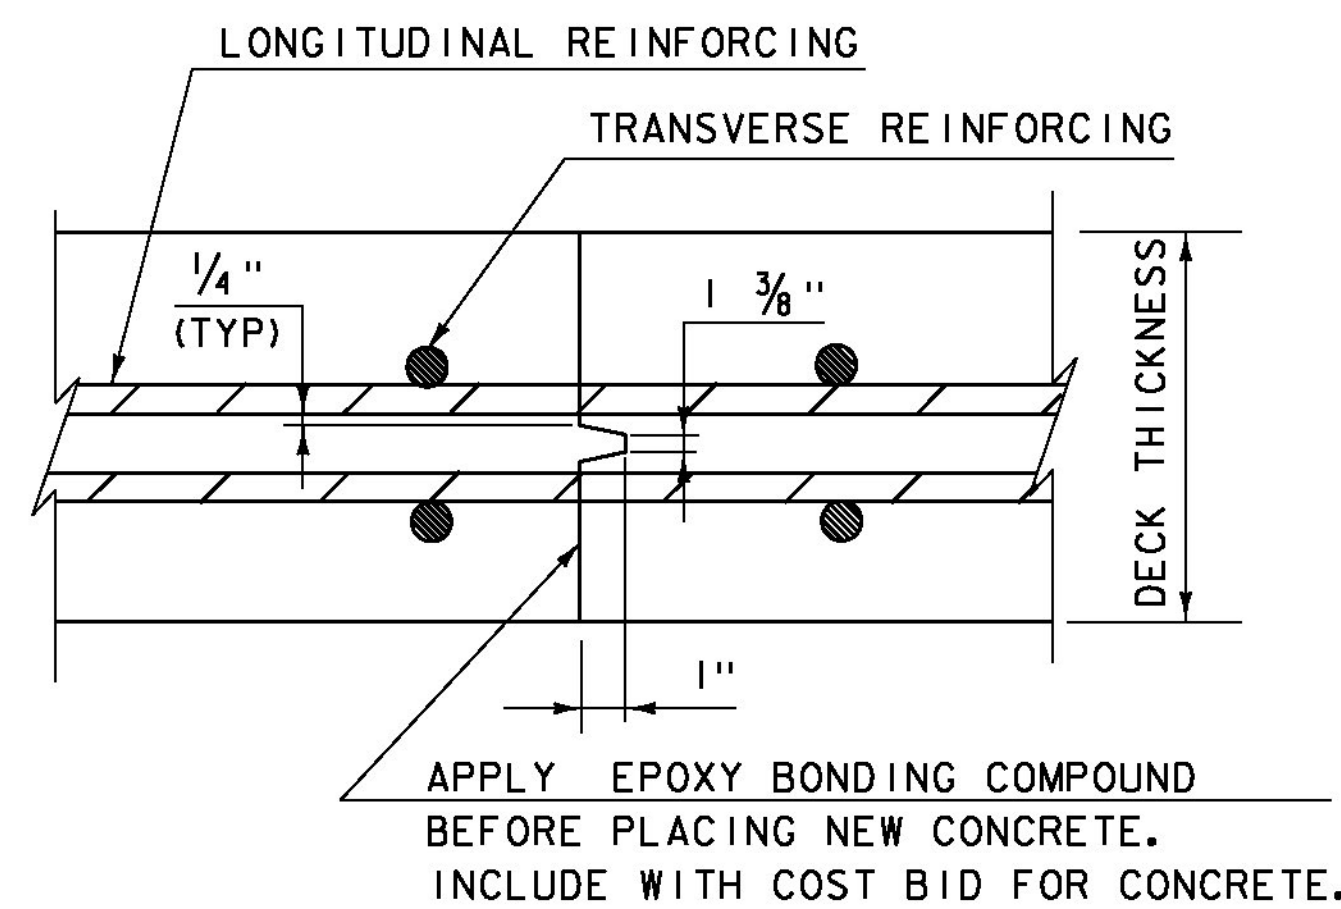 LONGITUDINAL REINFORCING
TRANSVERSE REINFORCING
1/4"
(TYP)
1 3/8"
DECK THICKNESS
1"
APPLY EPOXY BONDING COMPOUND
BEFORE PLACING NEW CONCRETE.
INCLUDE WITH COST BID FOR CONCRETE.